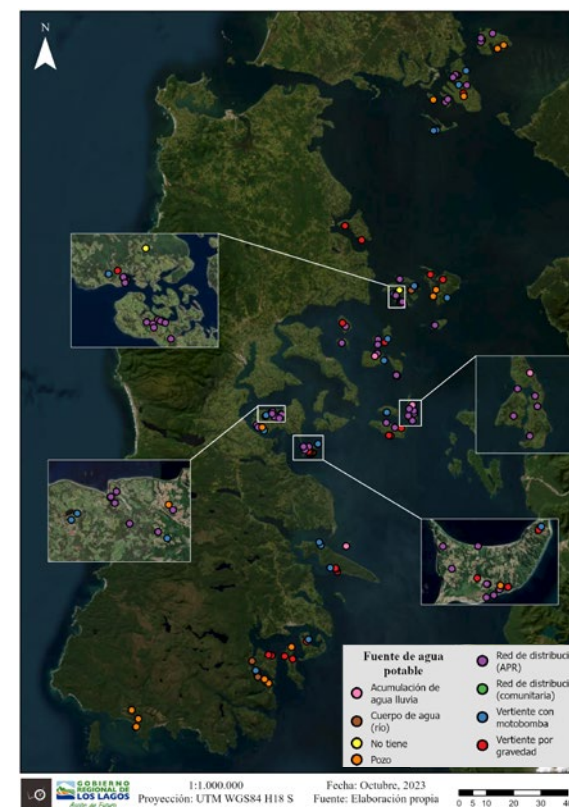 N
Fuente de agua
potable
Acumulación de
agua lluvia
Cuerpo de agua
(río)
No tiene
Pozo
Red de distribuci
(APR)
Red de distribuci
(comunitaria)
Vertiente con
motobomba
Vertiente por
gravedad
GOBIERNO
REGIONAL DE
LOS LAGOS
1:1.000.000
Proyección: UTM WGS84 H18 S
Fecha: Octubre, 2023
Fuente: Elaboración propia
0 5 10 20 30 40